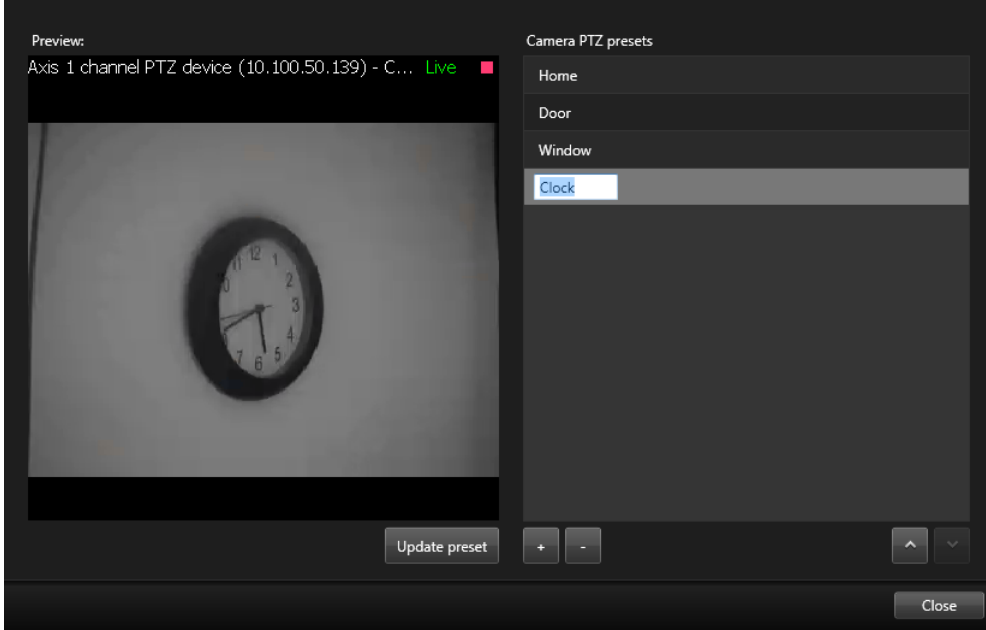 Preview:
Axis 1 channel PTZ device (10.100.50.139) - C... Live
12
11
1
2
3
4
5
6
7
Update preset
Camera PTZ presets
Home
Door
Window
Clock
+
-
Close